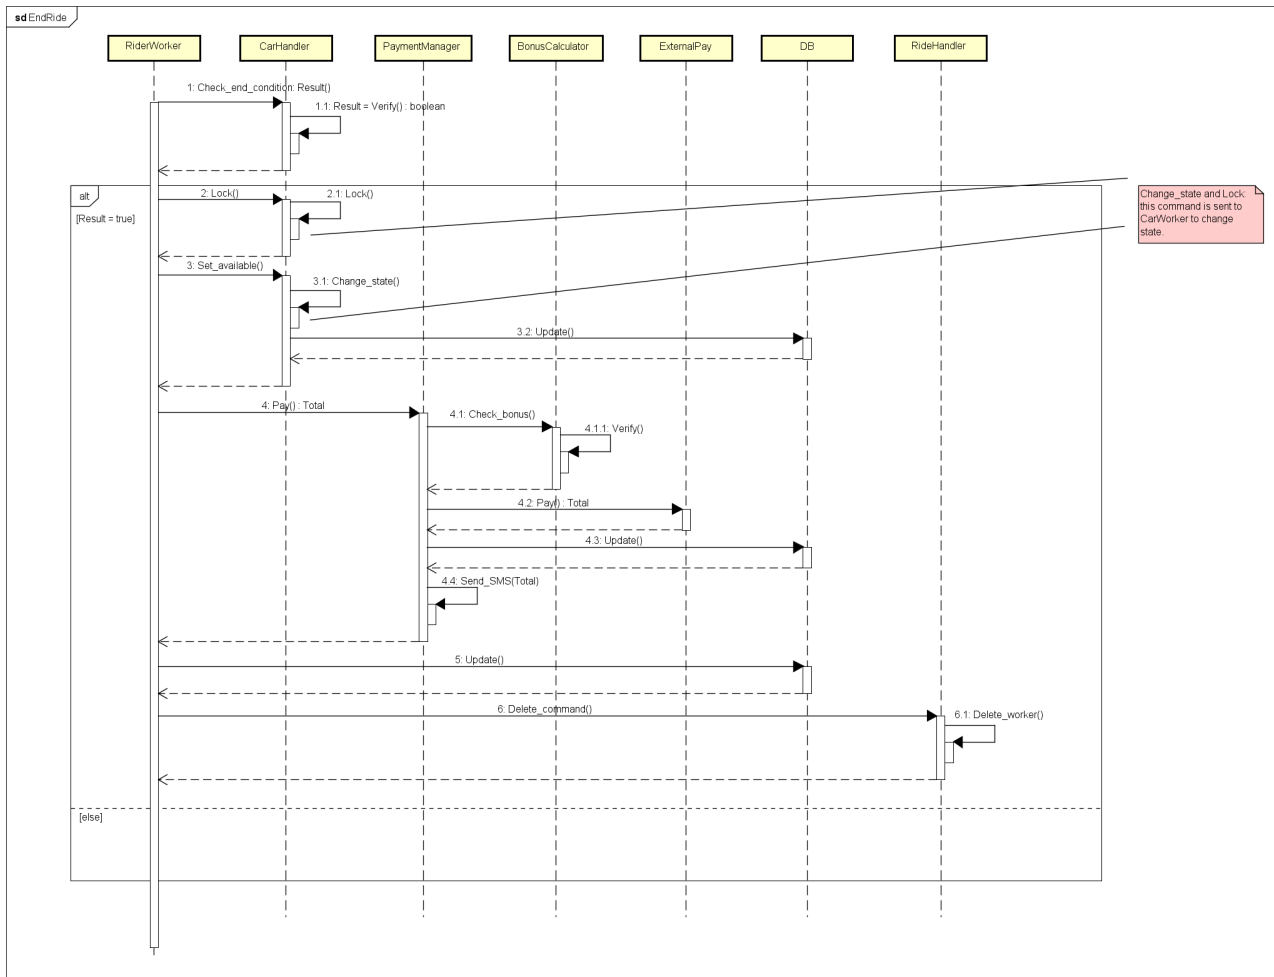 sd EndRide
RiderWorker
CarHandler
PaymentManager
BonusCalculator
ExternalPay
DB
RideHandler
1: Check_end_condition: Result()
1.1: Result = Verify() : boolean
alt
[Result = true]
2: Lock()
2.1: Lock()
Change_state and Lock:
this command is sent to
CarWorker to change
state.
3: Set_available()
3.1: Change_state()
3.2: Update()
4: Pay() : Total
4.1: Check_bonus()
4.1.1: Verify()
4.2: Pay() : Total
4.3: Update()
4.4: Send_SMS(Total)
5: Update()
6: Delete_command()
6.1: Delete_worker()
[else]